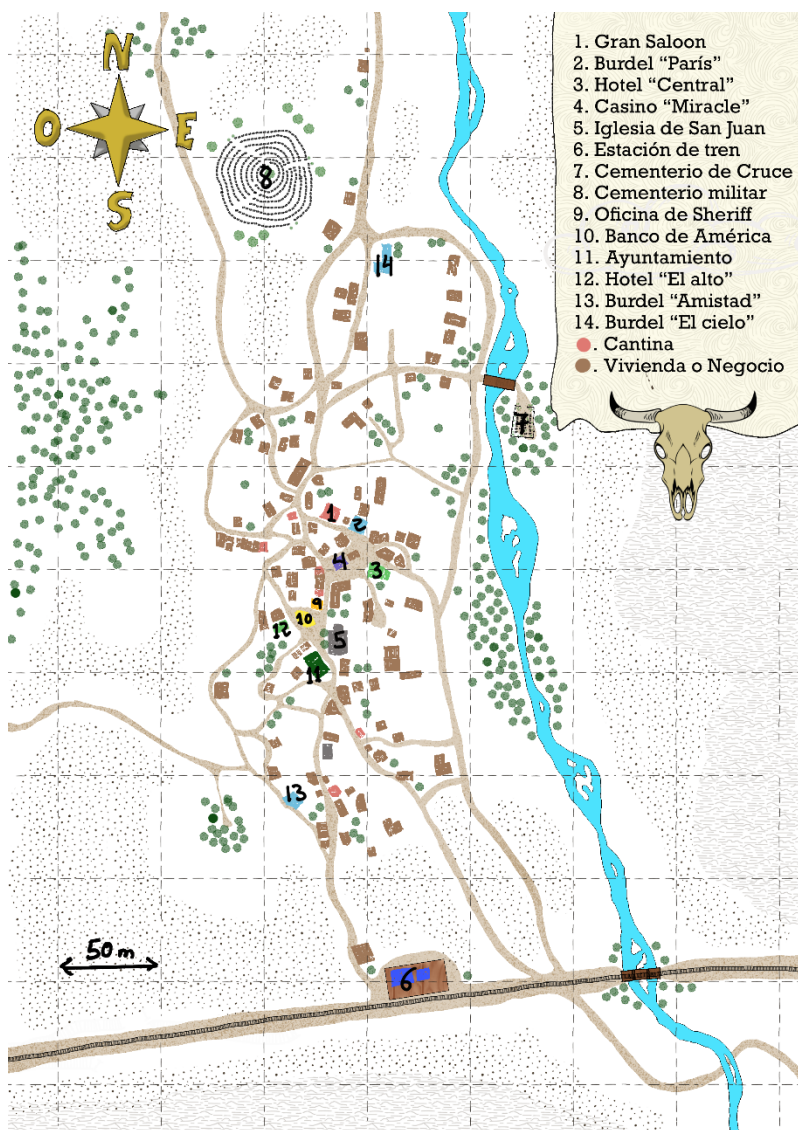 N
O E
S
1. Gran Saloon
2. Burdel “París”
3. Hotel “Central”
4. Casino “Miracle”
5. Iglesia de San Juan
6. Estación de tren
7. Cementerio de Cruce
8. Cementerio militar
9. Oficina de Sheriff
10. Banco de América
11. Ayuntamiento
12. Hotel “El alto”
13. Burdel “Amistad”
14. Burdel “El cielo”
. Cantina
. Vivienda o Negocio
8
14
7
1
2
4
3
9
10
12
5
11
13
50 m
6